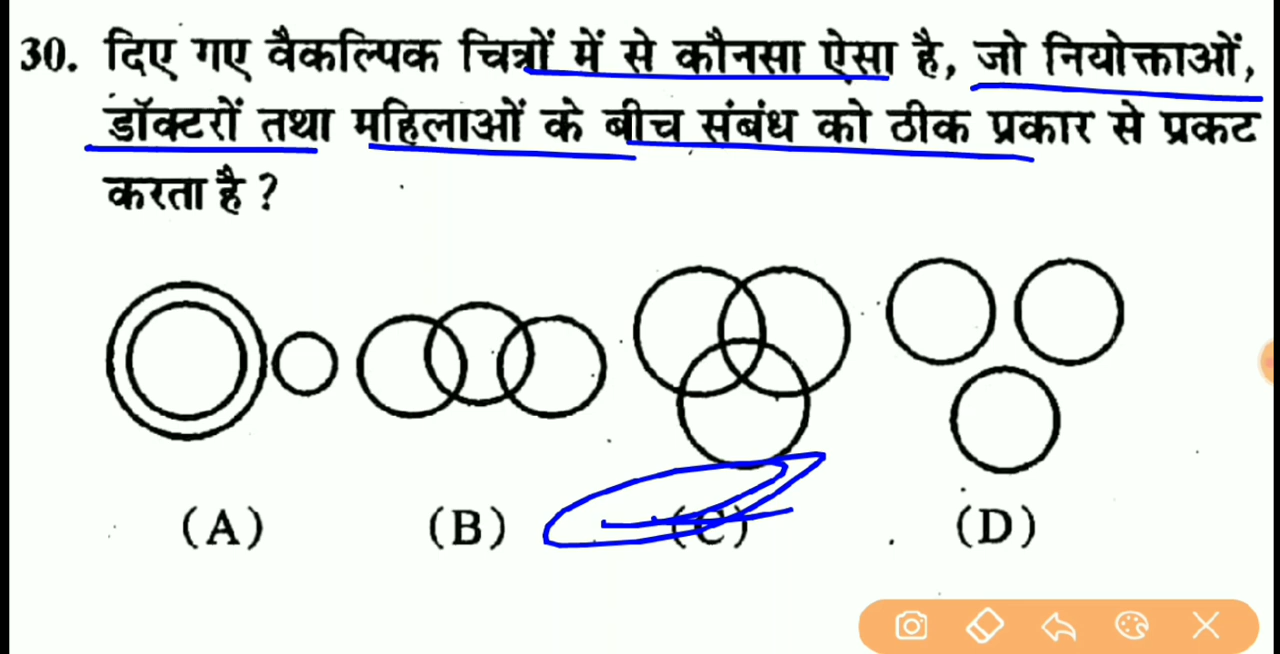 30. दिए गए वैकल्पिक चित्रों में से कौनसा ऐसा है, जो नियोक्ताओं,
डॉक्टरों तथा महिलाओं के बीच संबंध को ठीक प्रकार से प्रकट
करता है ?
(A) (B) (C) (D)